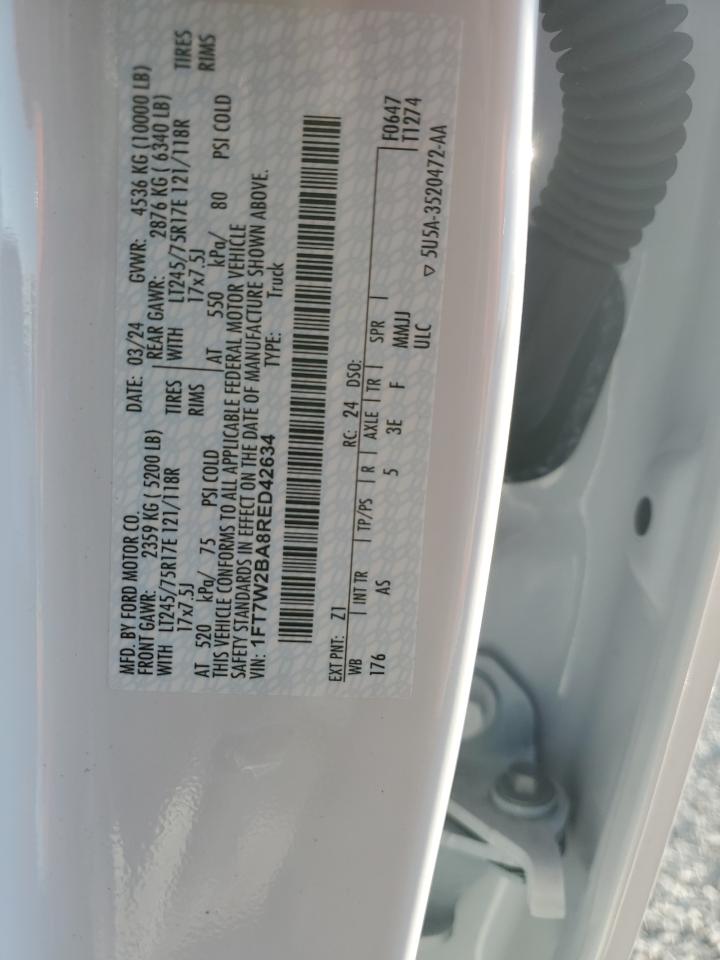 MFD. BY FORD MOTOR CO.
DATE: 03/24 GVWR: 4536 KG (10000 LB)
FRONT GAWR: 2359 KG ( 5200 LB) REAR GAWR: 2876 KG ( 6340 LB)
WITH LT245/75R17E 121/118R TIRES WITH LT245/75R17E 121/118R TIRES
17x7.5J RIMS 17x7.5J RIMS
AT 520 kPa/ 75 PSI COLD AT 550 kPa/ 80 PSI COLD
THIS VEHICLE CONFORMS TO ALL APPLICABLE FEDERAL MOTOR VEHICLE
SAFETY STANDARDS IN EFFECT ON THE DATE OF MANUFACTURE SHOWN ABOVE.
VIN: 1FT7W2BA8RED42634 TYPE: Truck
EXT PNT: Z1 RC: 24 DSO: F0647
WB INT TR TP/PS R AXLE TR SPR T1274
176 AS 5 3E F MMJJ
ULC
▽ 5U5A-3520472-AA